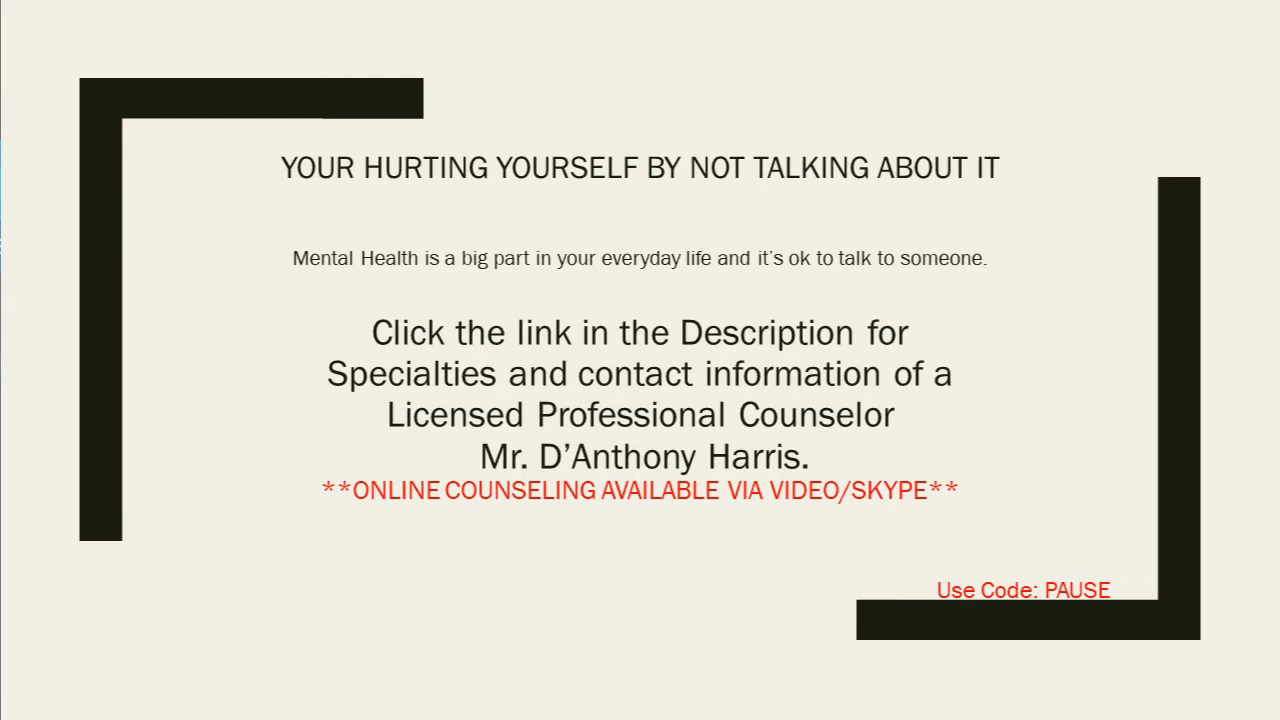 YOUR HURTING YOURSELF BY NOT TALKING ABOUT IT
Mental Health is a big part in your everyday life and it's ok to talk to someone.
Click the link in the Description for
Specialties and contact information of a
Licensed Professional Counselor
Mr. D’Anthony Harris.
**ONLINE COUNSELING AVAILABLE VIA VIDEO/SKYPE**
Use Code: PAUSE